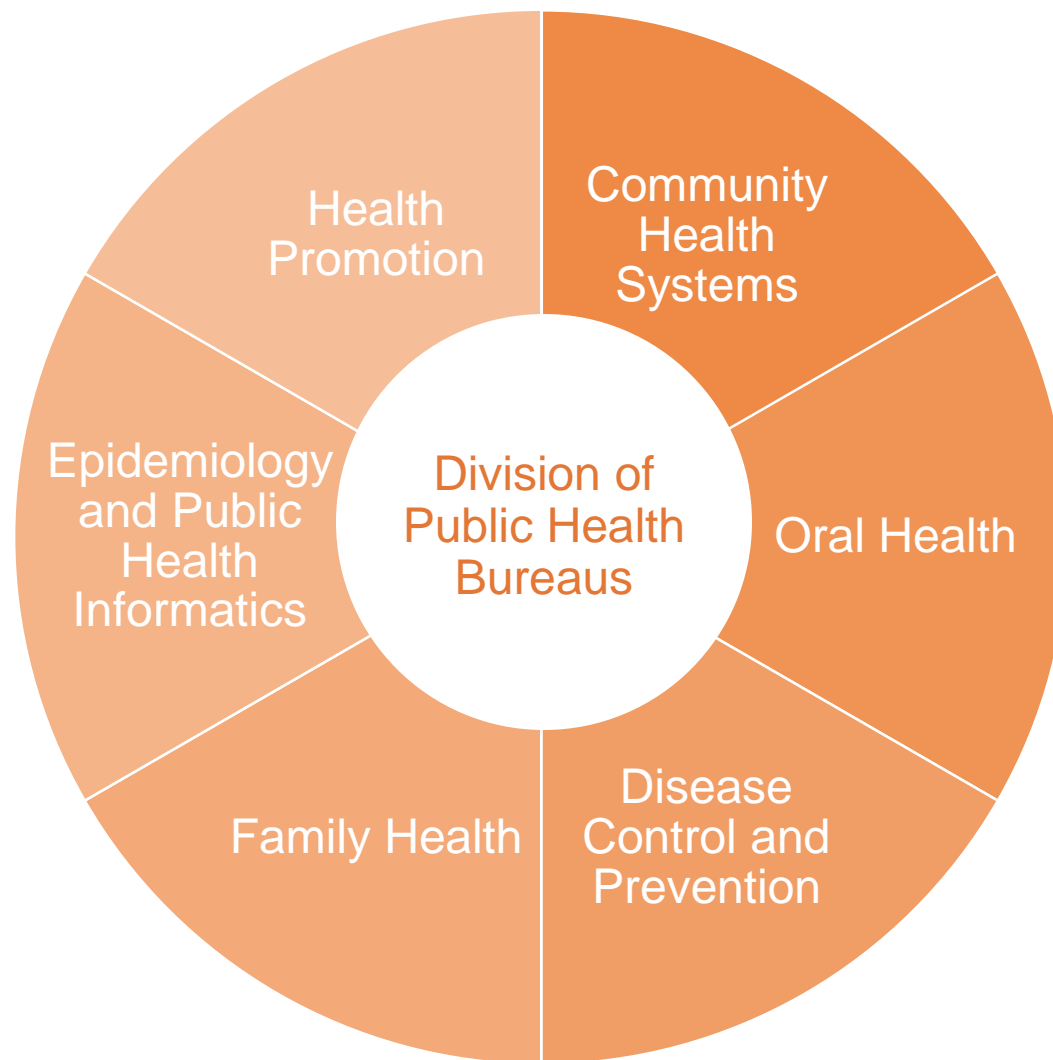 Community
Health
Systems
Oral Health
Disease
Control and
Prevention
Family Health
Epidemiology
and Public
Health
Informatics
Health
Promotion
Division of
Public Health
Bureaus